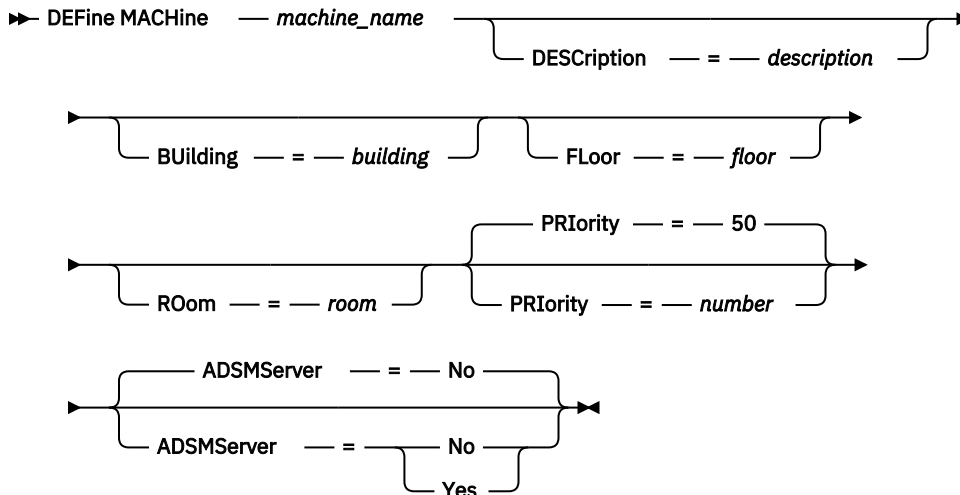 DEFine MACHine machine_name
DESCription = description
BUilding = building FLoor = floor
PRIority = 50
ROom = room PRIority = number
ADSMServer = No
ADSMServer = No
Yes